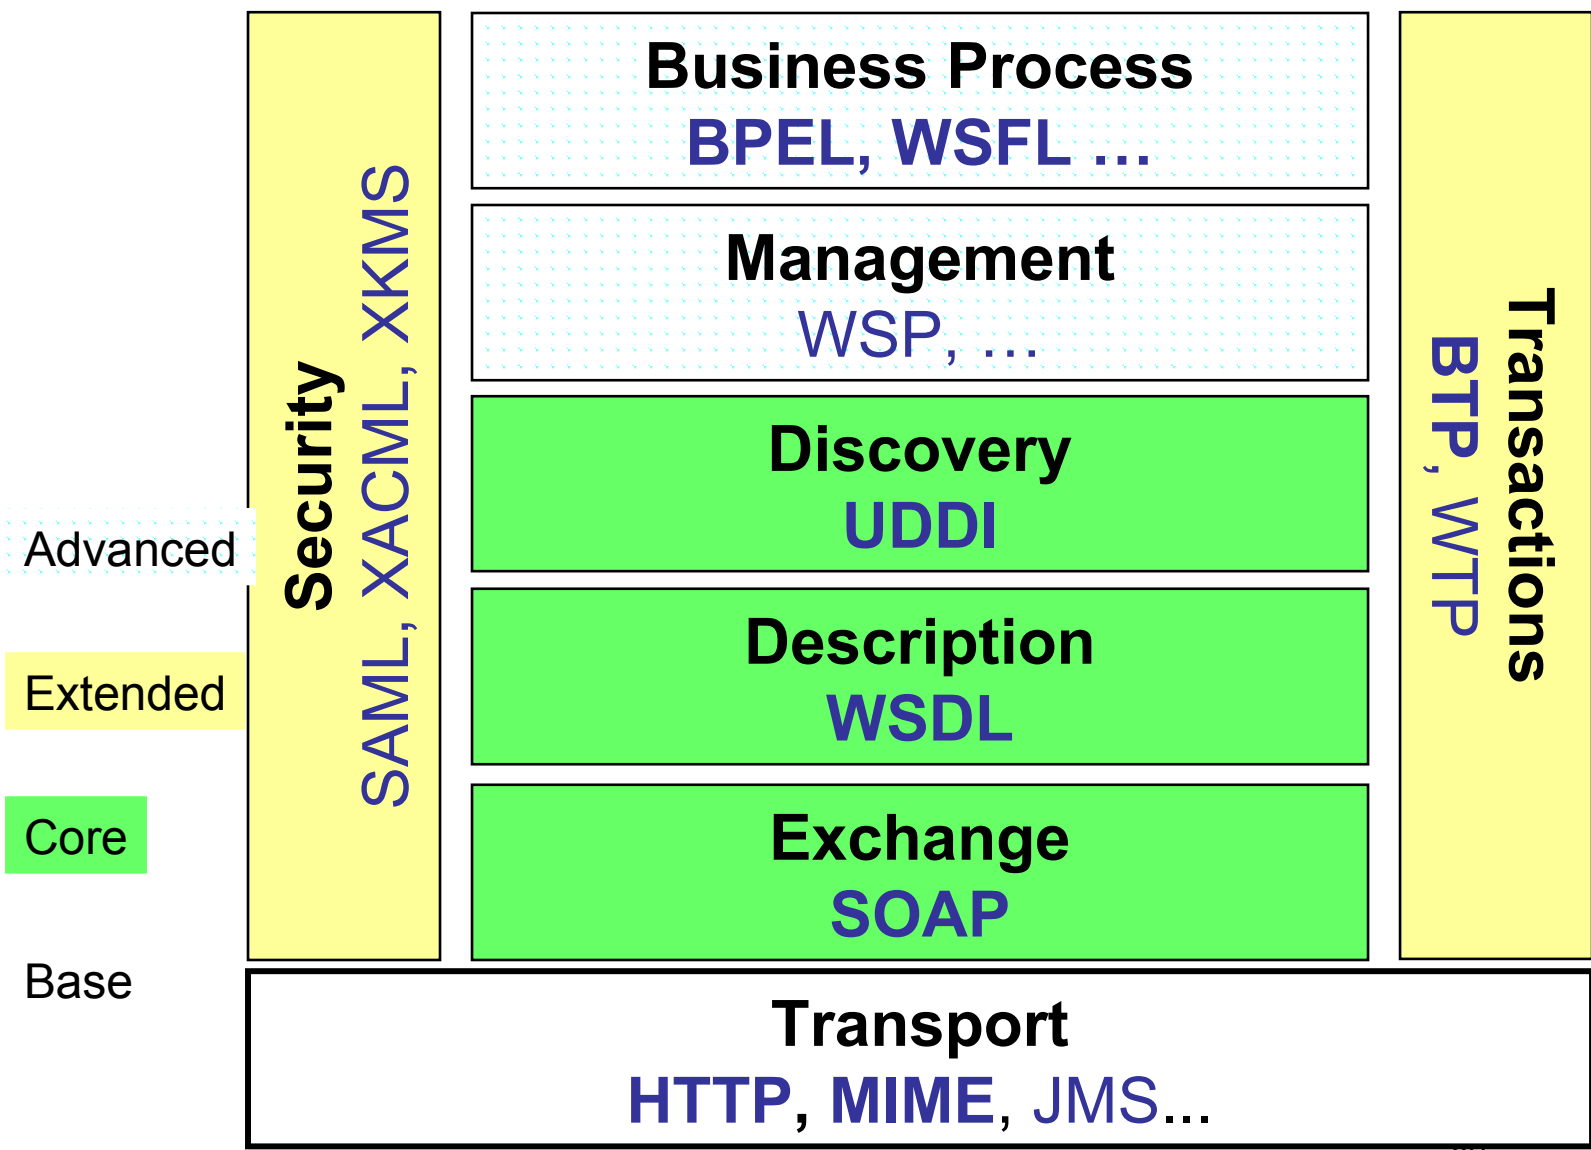 Business Process
BPEL, WSFL …
Management
WSP, …
Discovery
UDDI
Description
WSDL
Exchange
SOAP
Security
SAML, XACML, XKMS
Transactions
BTP, WTP
Transport
HTTP, MIME, JMS...
Advanced
Extended
Core
Base